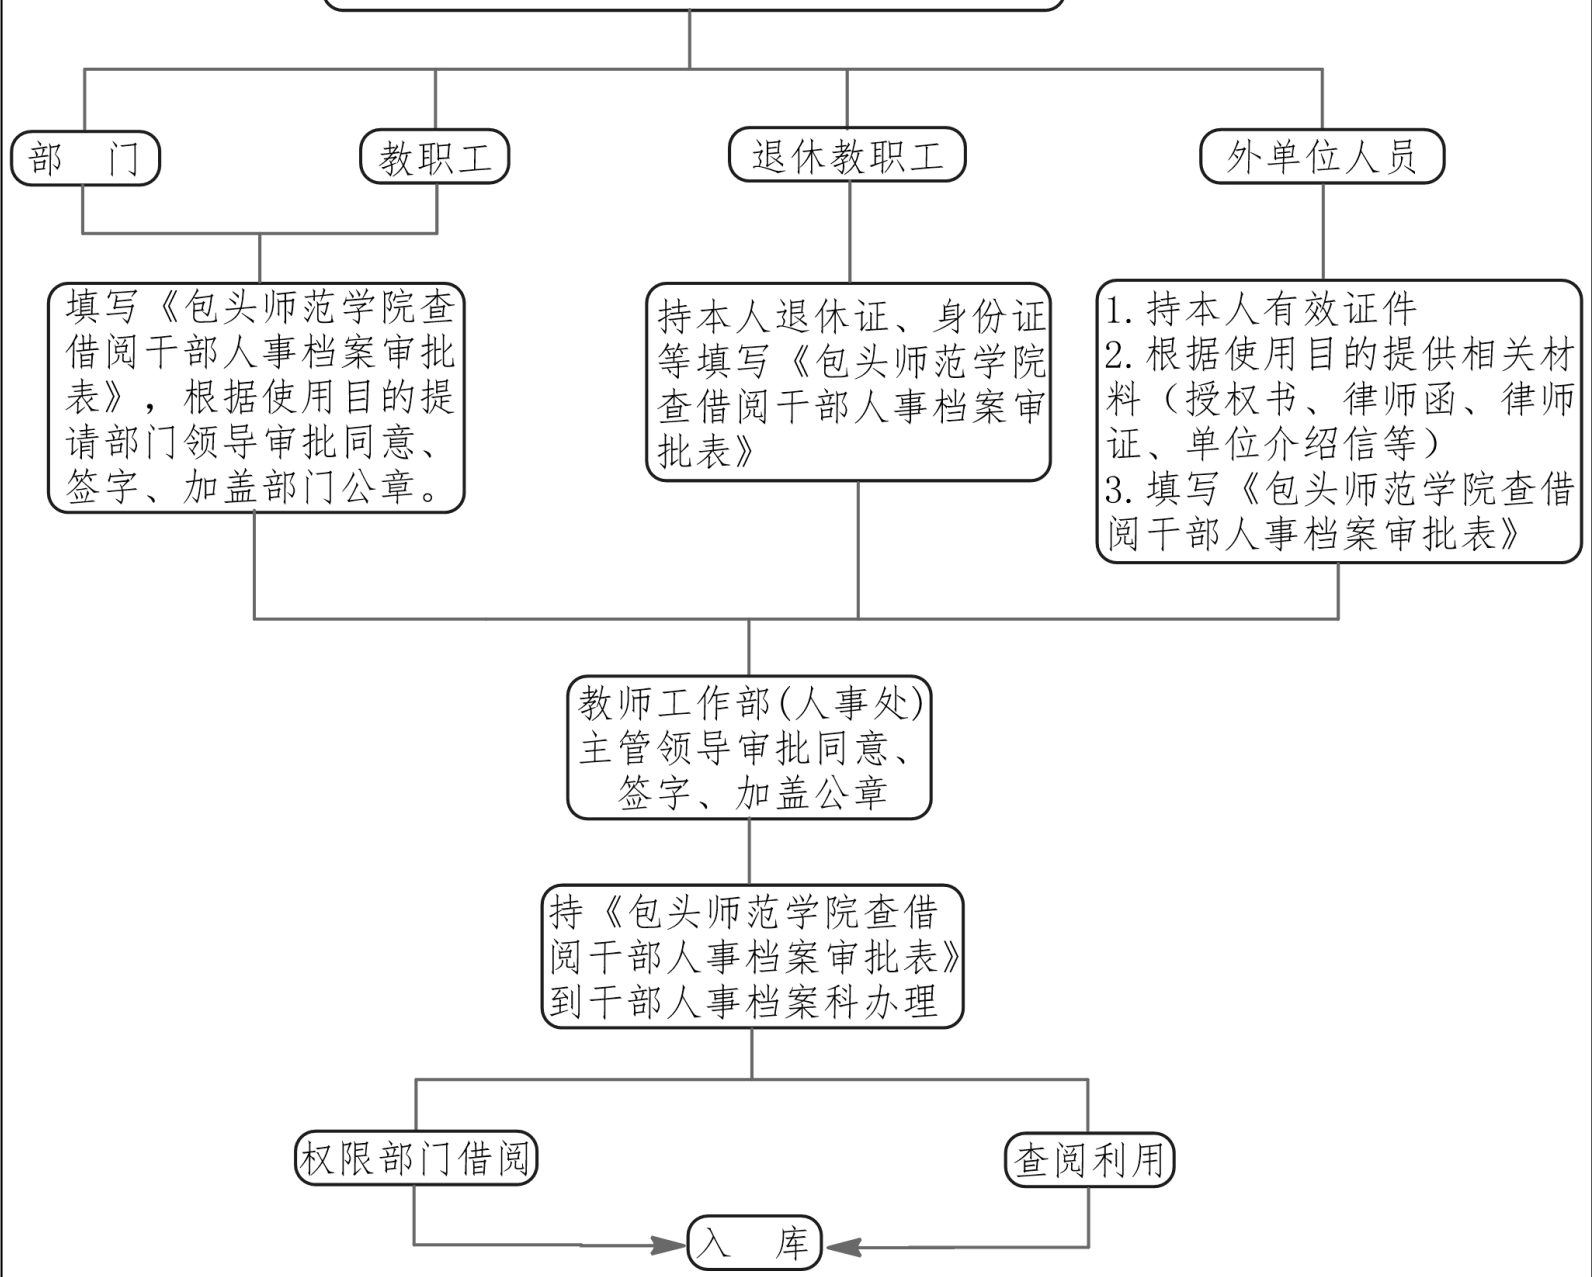 部 门
教职工
退休教职工
外单位人员
填写《包头师范学院查
借阅干部人事档案审批
表》，根据使用目的提
请部门领导审批同意、
签字、加盖部门公章。
持本人退休证、身份证
等填写《包头师范学院
查借阅干部人事档案审
批表》
1.持本人有效证件
2.根据使用目的提供相关材
料（授权书、律师函、律师
证、单位介绍信等）
3.填写《包头师范学院查借
阅干部人事档案审批表》
教师工作部(人事处)
主管领导审批同意、
签字、加盖公章
持《包头师范学院查借
阅干部人事档案审批表》
到干部人事档案科办理
权限部门借阅
查阅利用
入 库